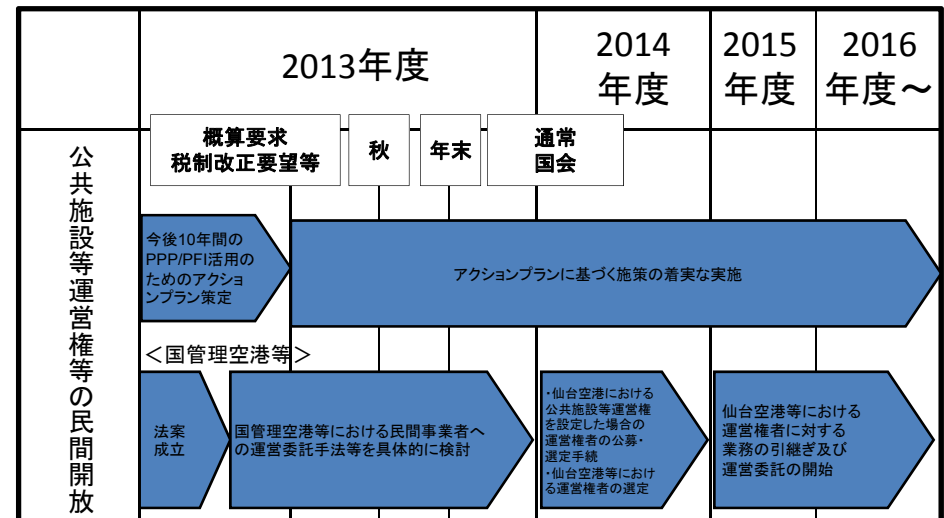 2013年度
2014
年度
2015
年度
2016
年度～
概算要求
税制改正要望等
秋
年末
通常
国会
公共施設等運営権等の民間開放
今後10年間の
PPP/PFI活用の
ためのアクショ
ンプラン策定
アクションプランに基づく施策の着実な実施
＜国管理空港等＞
法案
成立
国管理空港等における民間事業者へ
の運営委託手法等を具体的に検討
・仙台空港における
公共施設等運営権
を設定した場合の
運営権者の公募・
選定手続
・仙台空港等におけ
る運営権者の選定
仙台空港等における
運営権者に対する
業務の引継ぎ及び
運営委託の開始